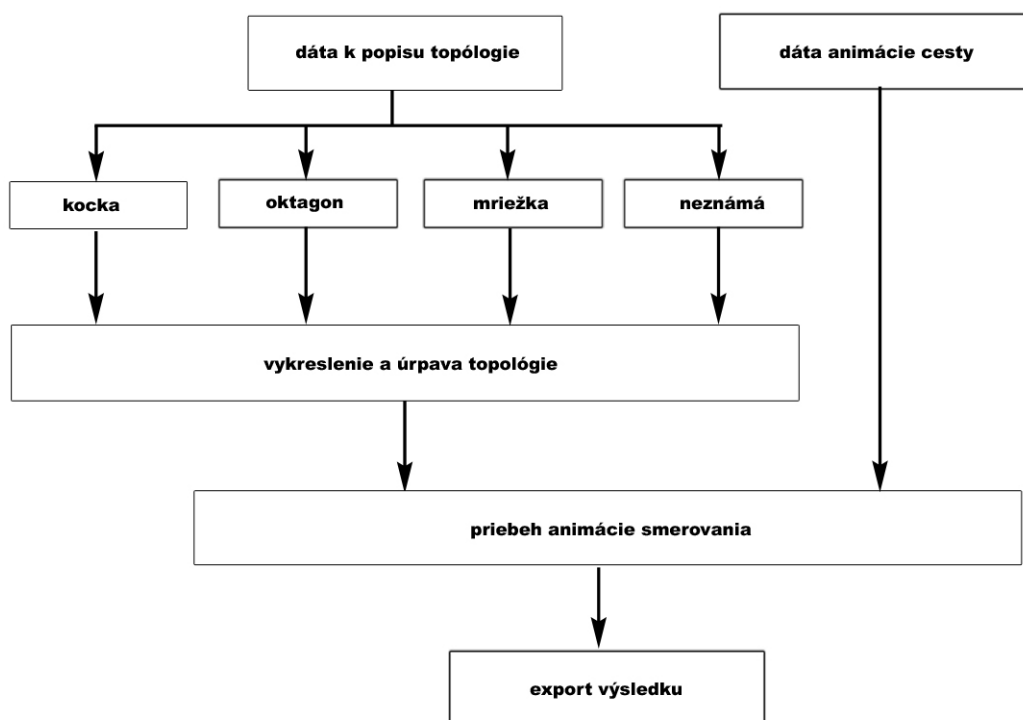 dáta k popisu topólogie
dáta animácie cesty
kocka
oktagon
mriežka
neznámá
vykreslenie a úrpava topológie
priebeh animácie smerovania
export výsledku